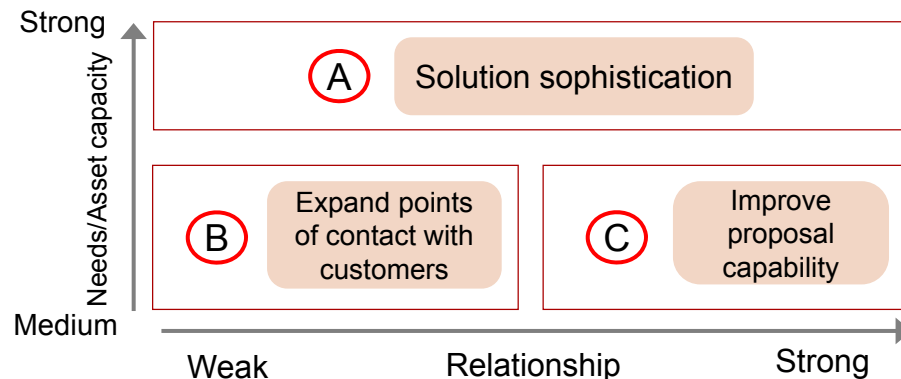 Strong
Needs/Asset capacity
A
Solution sophistication
B
Expand points
of contact with
customers
C
Improve
proposal
capability
Medium
Weak
Relationship
Strong